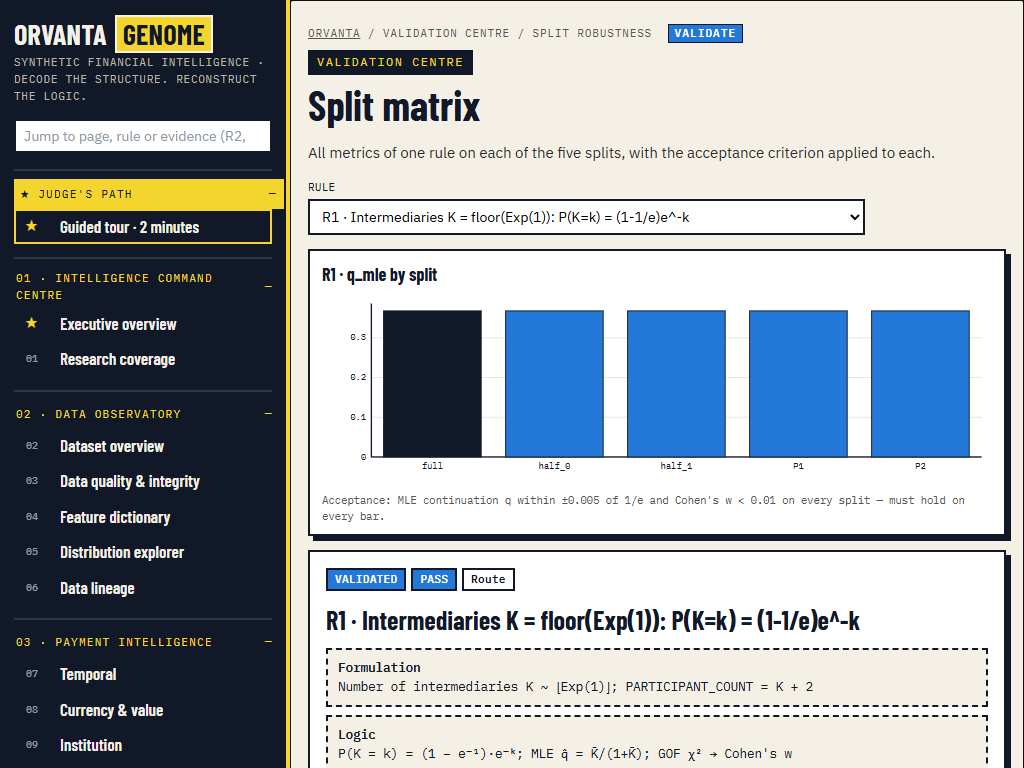 ORVANTA GENOME
SYNTHETIC FINANCIAL INTELLIGENCE ·
DECODE THE STRUCTURE. RECONSTRUCT
THE LOGIC.
Jump to page, rule or evidence (R2,
★ JUDGE'S PATH −
★ Guided tour · 2 minutes
01 · INTELLIGENCE COMMAND
CENTRE −
★ Executive overview
01 Research coverage
02 · DATA OBSERVATORY −
02 Dataset overview
03 Data quality & integrity
04 Feature dictionary
05 Distribution explorer
06 Data lineage
03 · PAYMENT INTELLIGENCE −
07 Temporal
08 Currency & value
09 Institution
ORVANTA / VALIDATION CENTRE / SPLIT ROBUSTNESS VALIDATE
VALIDATION CENTRE
Split matrix
All metrics of one rule on each of the five splits, with the acceptance criterion applied to each.
RULE
R1 · Intermediaries K = floor(Exp(1)): P(K=k) = (1-1/e)e^-k
R1 · q_mle by split
0.3
0.2
0.1
0
full half_0 half_1 P1 P2
Acceptance: MLE continuation q within ±0.005 of 1/e and Cohen's w < 0.01 on every split — must hold on
every bar.
VALIDATED PASS Route
R1 · Intermediaries K = floor(Exp(1)): P(K=k) = (1-1/e)e^-k
Formulation
Number of intermediaries K ~ ⌊Exp(1)⌋; PARTICIPANT_COUNT = K + 2
Logic
P(K = k) = (1 − e⁻¹)·e⁻ᵏ; MLE q̂ = K̄/(1+K̄); GOF χ² → Cohen's w